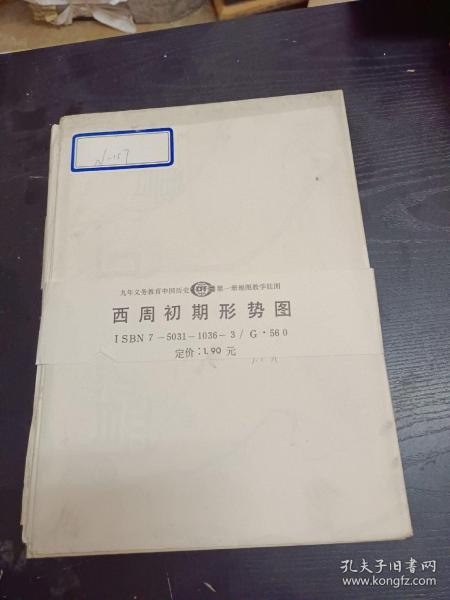 N-157
九年义务教育中国历史 第一册地图教学挂图
西周初期形势图
ISBN 7-5031-1036-3/G·560
定价:1.90 元
孔夫子旧书网
www.kongfz.com